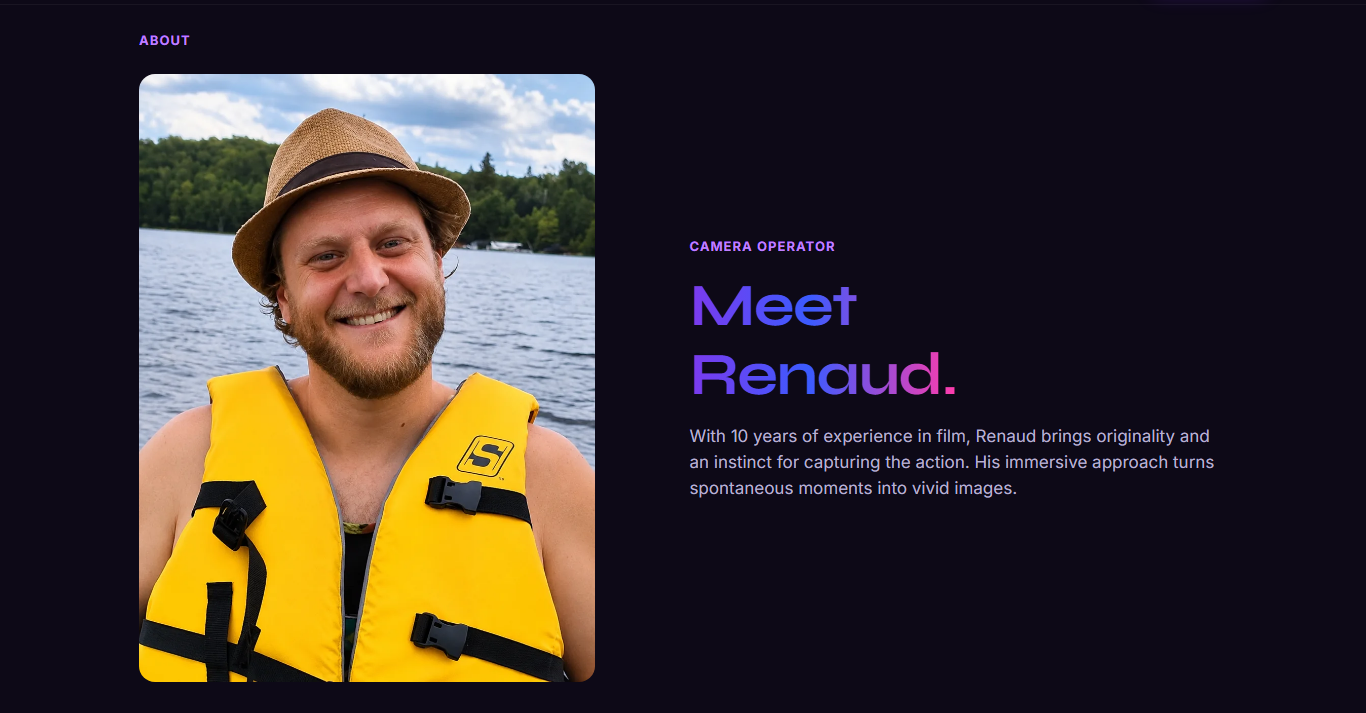 ABOUT
CAMERA OPERATOR
Meet
Renaud.
With 10 years of experience in film, Renaud brings originality and
an instinct for capturing the action. His immersive approach turns
spontaneous moments into vivid images.
S